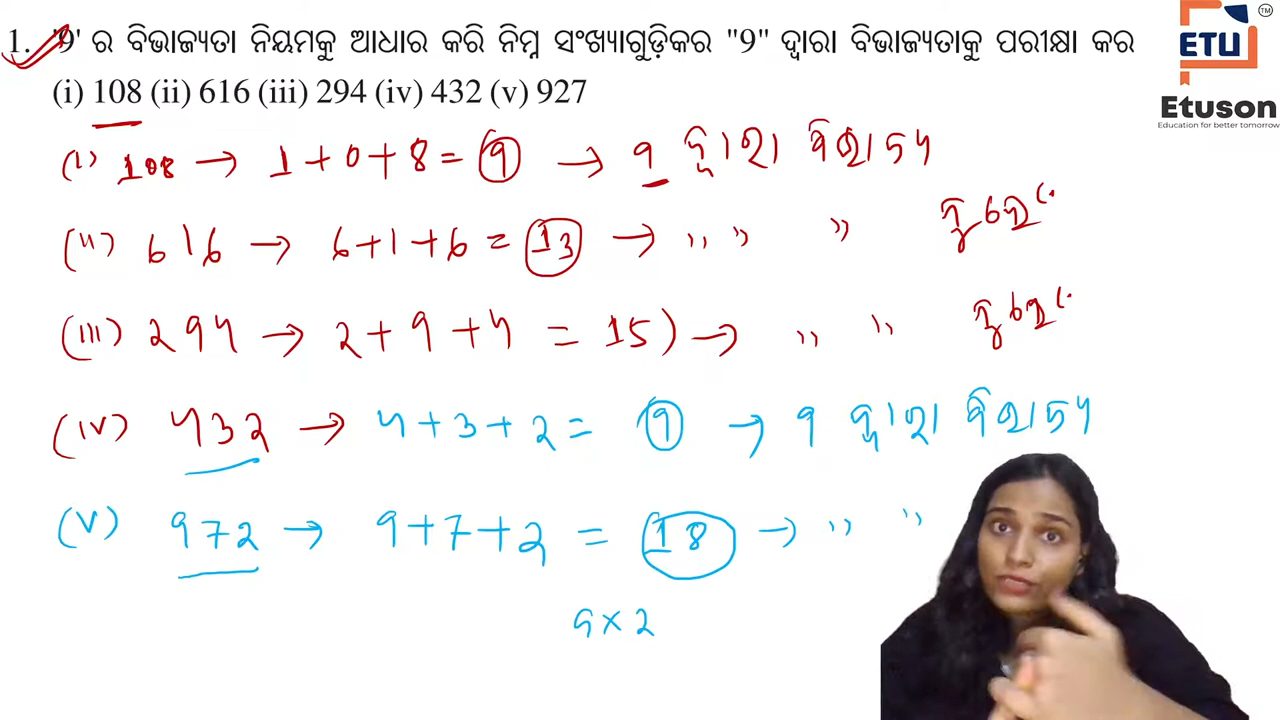 1. '9' ର ବିଭାଜ୍ୟତା ନିୟମକୁ ଆଧାର କରି ନିମ୍ନ ସଂଖ୍ୟାଗୁଡ଼ିକର "9" ଦ୍ୱାରା ବିଭାଜ୍ୟତାକୁ ପରୀକ୍ଷା କର
(i) 108 (ii) 616 (iii) 294 (iv) 432 (v) 927
ETU
TM
Etuson
Education for better tomorrow
(i) 108 → 1+0+8 = 9 → 9 ଦ୍ୱାରା ବିଭାଜ୍ୟ
(ii) 616 → 6+1+6 = 13 → " " "
(iii) 294 → 2+9+4 = 15) → " "
(iv) 432 → 4+3+2 = 9 → 9 ଦ୍ୱାରା ବିଭାଜ୍ୟ
(v) 972 → 9+7+2 = 18 → " "
9×2